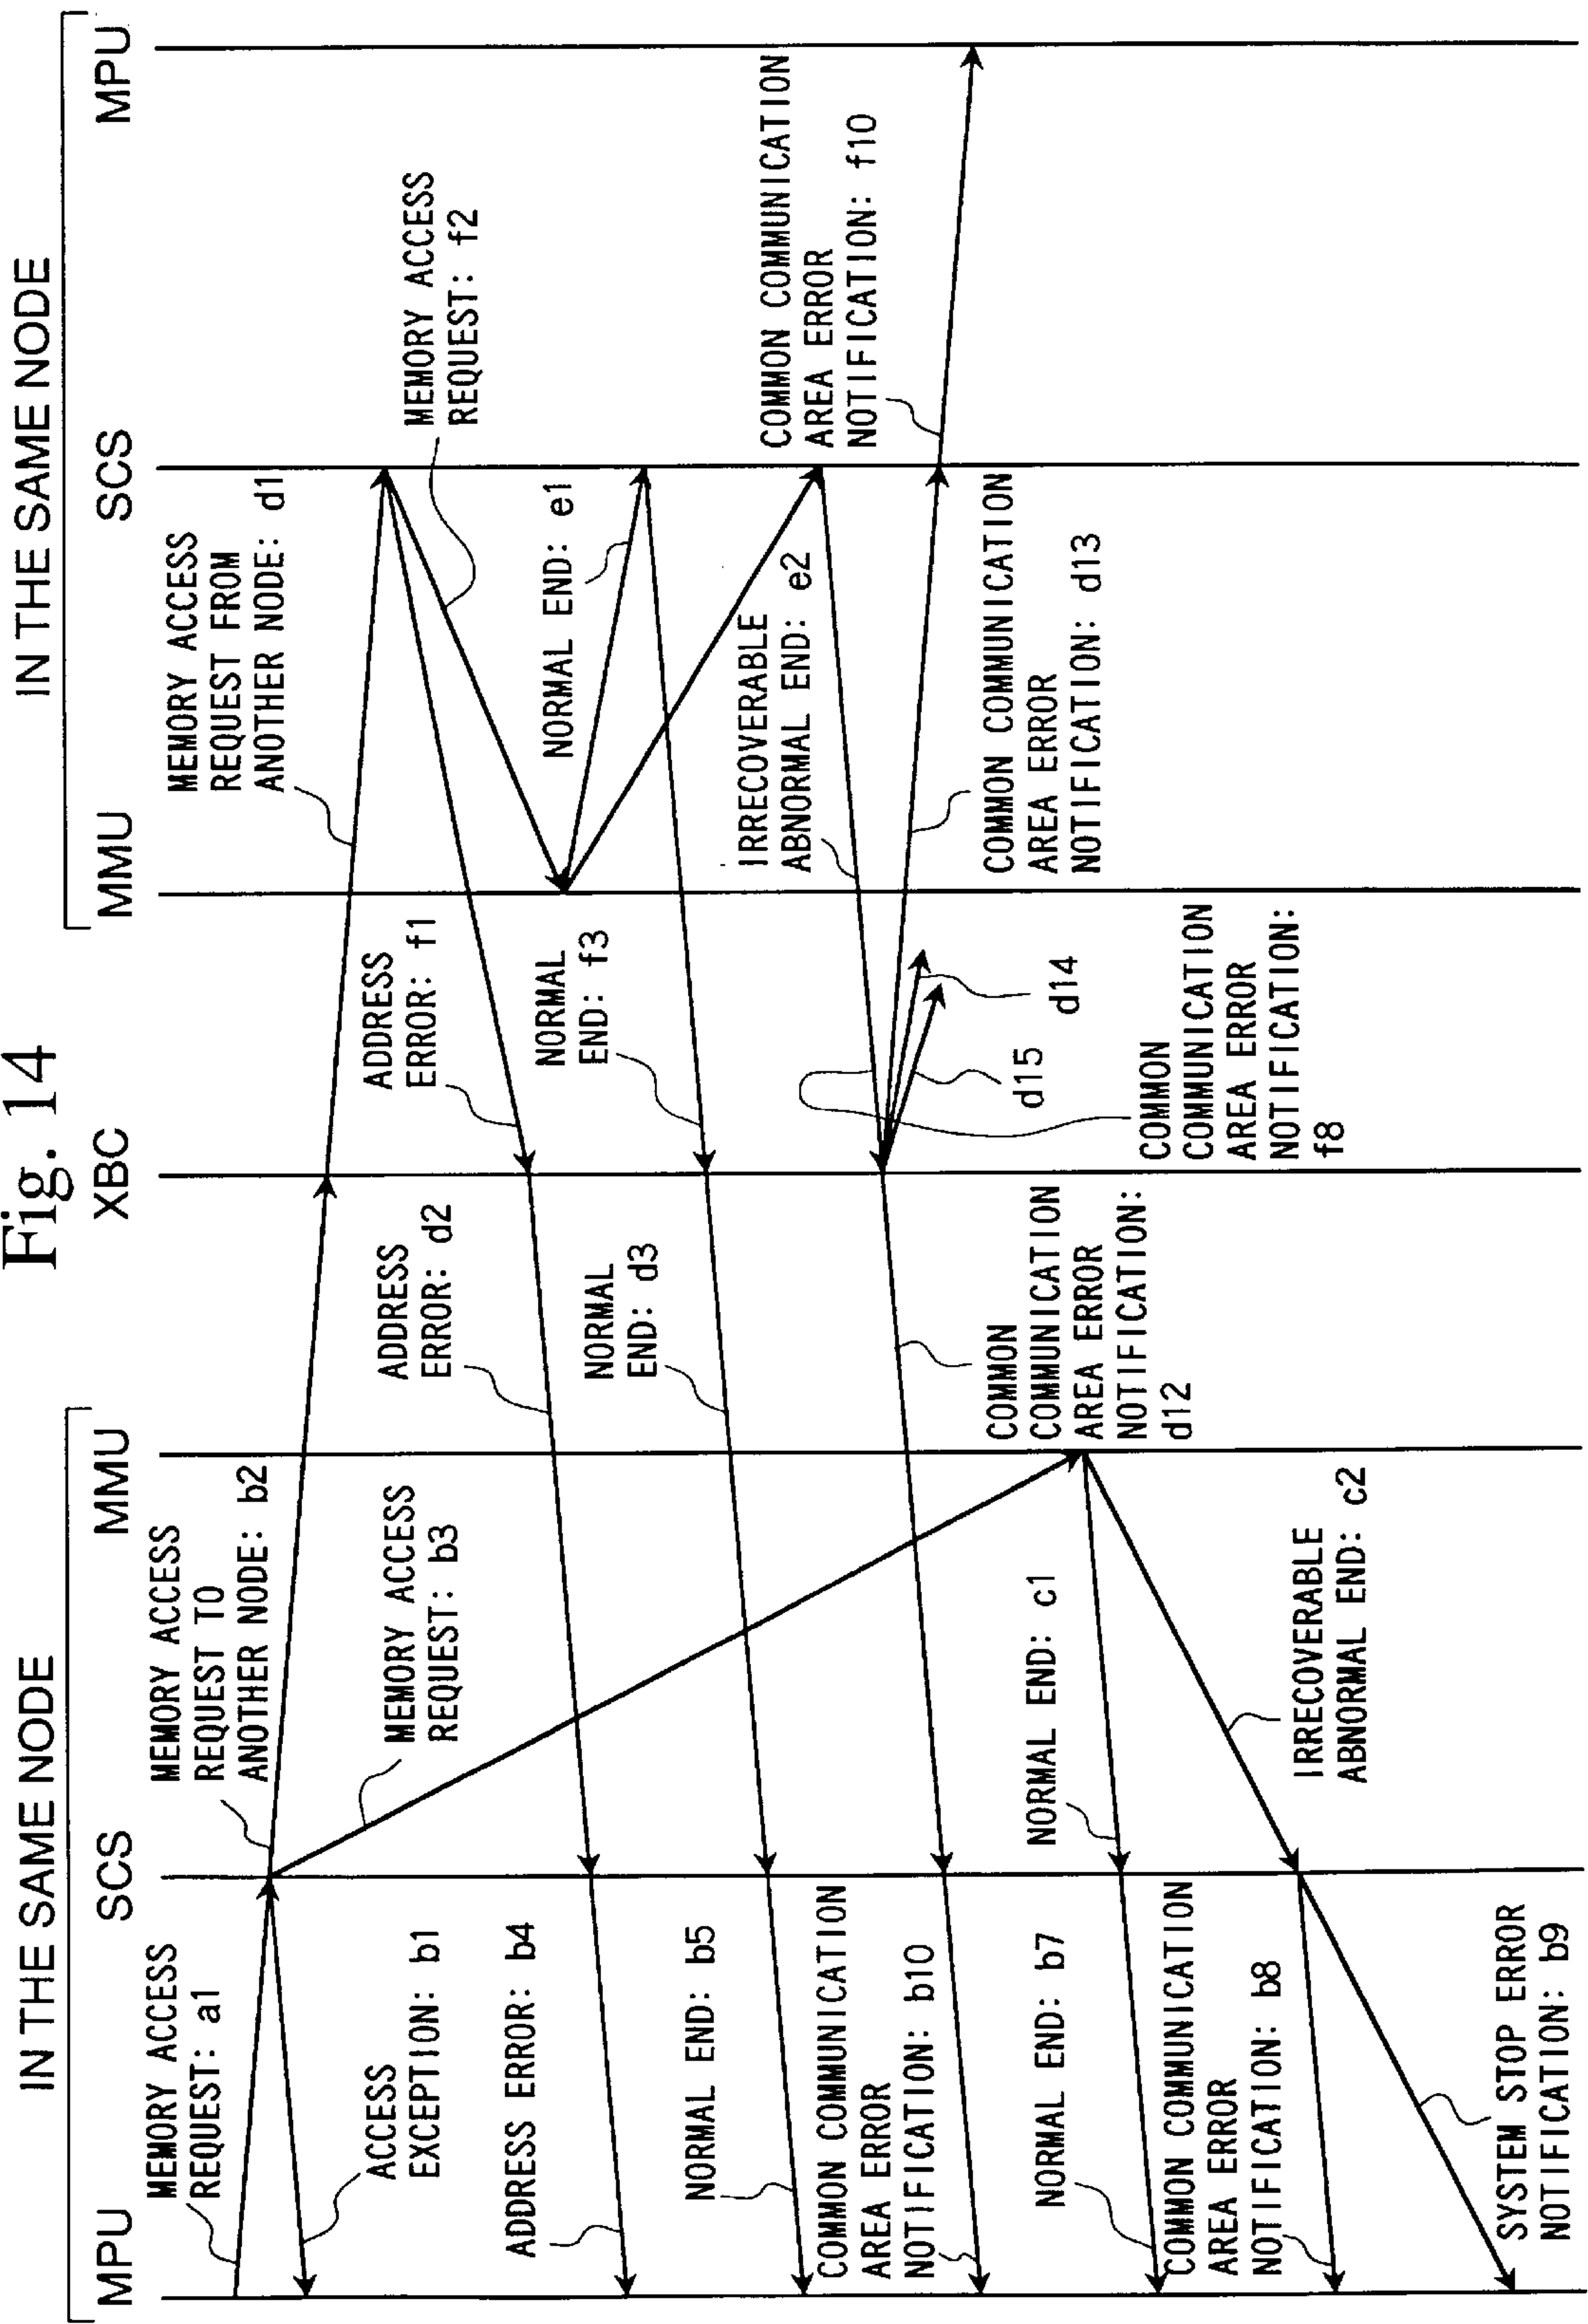 Fig. 14
IN THE SAME NODE
IN THE SAME NODE
MPU
SCS
MMU
XBC
MMU
SCS
MPU
MEMORY ACCESS
REQUEST: a1
ACCESS
EXCEPTION: b1
MEMORY ACCESS
REQUEST TO
ANOTHER NODE: b2
MEMORY ACCESS
REQUEST: b3
ADDRESS ERROR: b4
NORMAL END: b5
COMMON COMMUNICATION
AREA ERROR
NOTIFICATION: b10
NORMAL END: b7
COMMON COMMUNICATION
AREA ERROR
NOTIFICATION: b8
SYSTEM STOP ERROR
NOTIFICATION: b9
NORMAL END: c1
IRRECOVERABLE
ABNORMAL END: c2
ADDRESS
ERROR: d2
NORMAL
END: d3
COMMON
COMMUNICATION
AREA ERROR
NOTIFICATION:
d12
ADDRESS
ERROR: f1
NORMAL
END: f3
d15
d14
COMMON
COMMUNICATION
AREA ERROR
NOTIFICATION:
f8
MEMORY ACCESS
REQUEST FROM
ANOTHER NODE: d1
NORMAL END: e1
IRRECOVERABLE
ABNORMAL END: e2
COMMON COMMUNICATION
AREA ERROR
NOTIFICATION: d13
MEMORY ACCESS
REQUEST: f2
COMMON COMMUNICATION
AREA ERROR
NOTIFICATION: f10